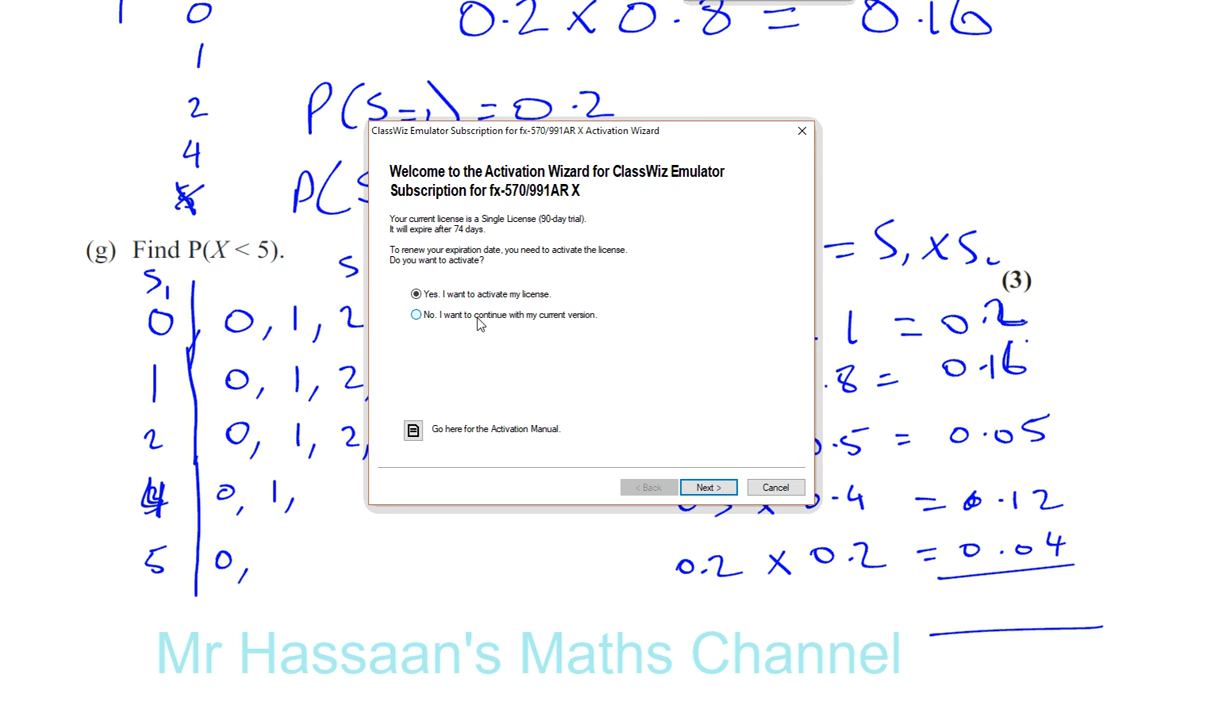 1 0 0.2 × 0.8 = 0.16
1
2 P(S=1) = 0.2
4
P(S
ClassWiz Emulator Subscription for fx-570/991AR X Activation Wizard
Welcome to the Activation Wizard for ClassWiz Emulator
Subscription for fx-570/991AR X
Your current license is a Single License (90-day trial).
It will expire after 74 days.
To renew your expiration date, you need to activate the license.
Do you want to activate?
Yes. I want to activate my license.
No. I want to continue with my current version.
Go here for the Activation Manual.
< Back Next > Cancel
(g) Find P(X < 5). = S₁ × S₂
(3)
S₁ S
0 0, 1, 2 . 1 = 0.2
1 0, 1, 2, .8 = 0.16
2 0, 1, 2, 0.5 = 0.05
4 0, 1, 0.4 = 0.12
5 0, 0.2 × 0.2 = 0.04
Mr Hassaan's Maths Channel